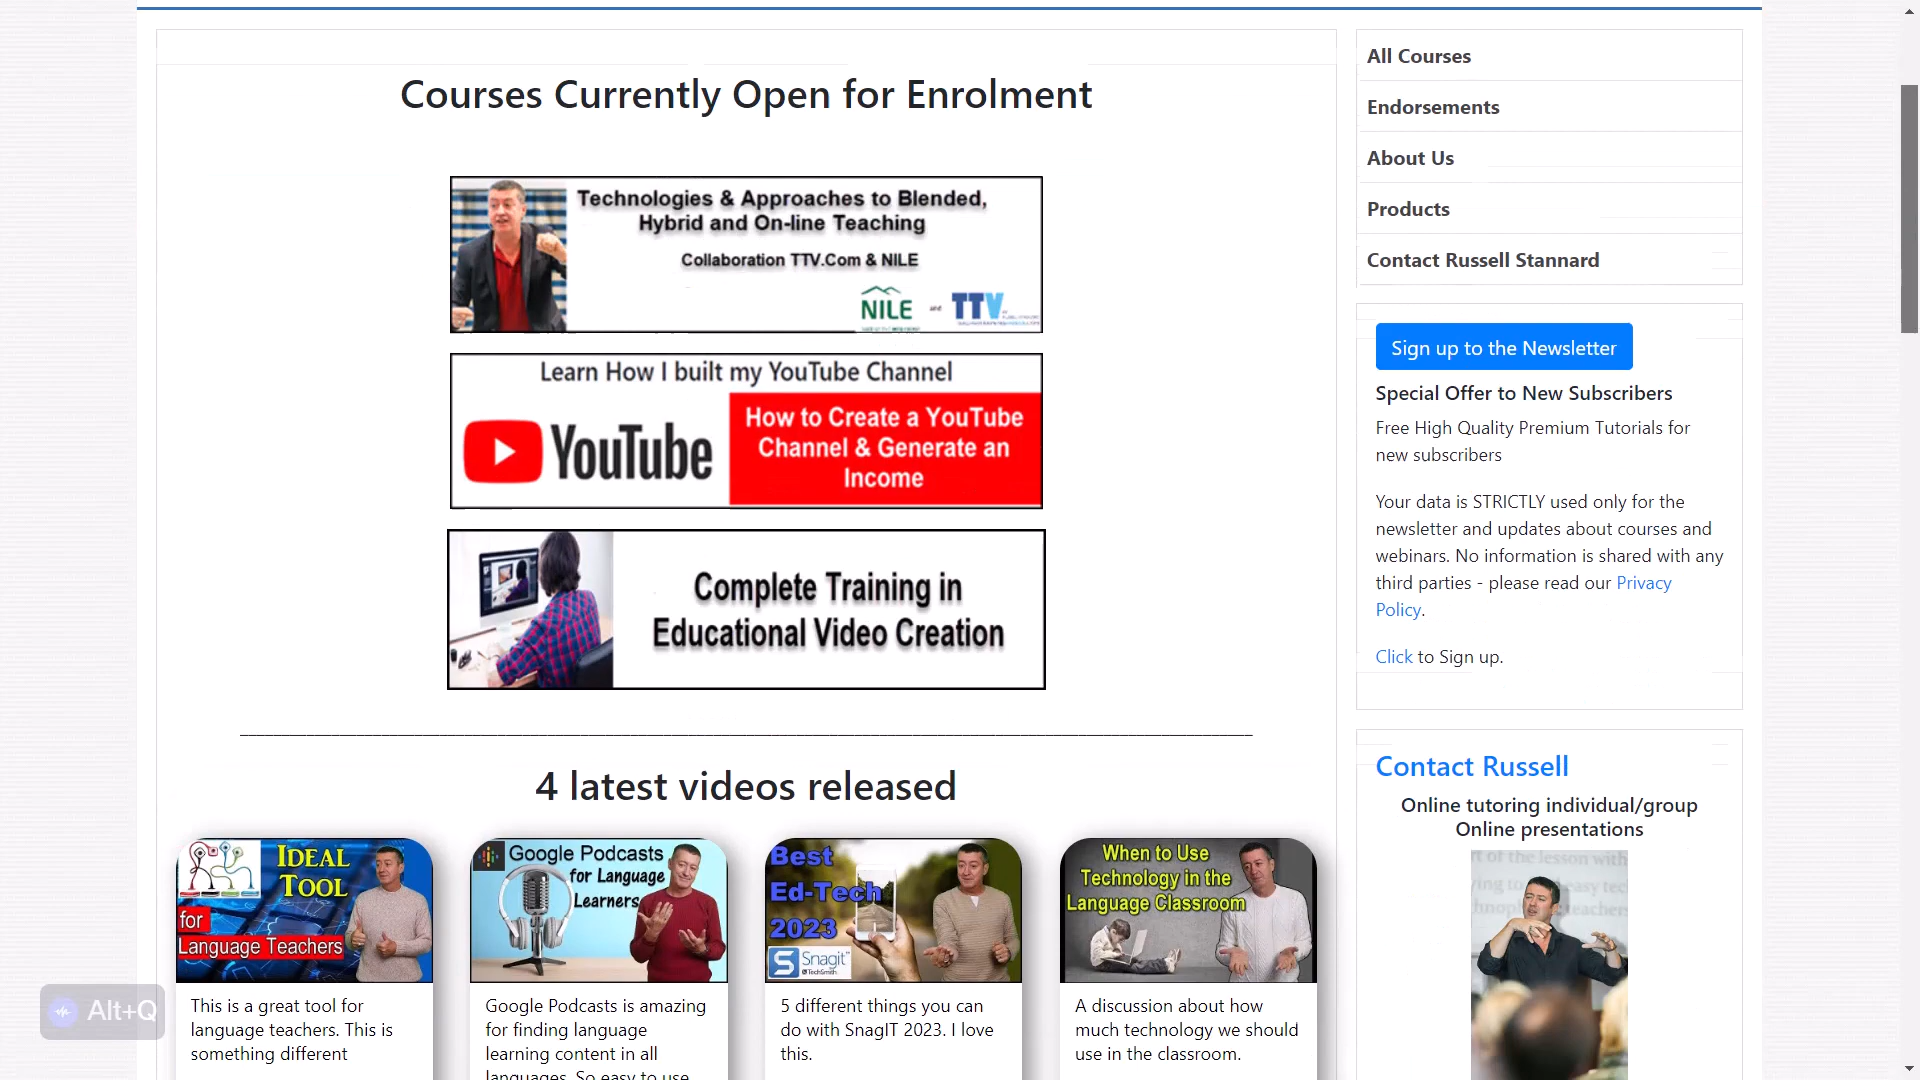 Courses Currently Open for Enrolment
Technologies & Approaches to Blended,
Hybrid and On-line Teaching
Collaboration TTV.Com & NILE
NILE and TTV
Learn How I built my YouTube Channel
YouTube
How to Create a YouTube
Channel & Generate an
Income
Complete Training in
Educational Video Creation
4 latest videos released
IDEAL
TOOL
for
Language Teachers
This is a great tool for
language teachers. This is
something different
Google Podcasts
for Language
Learners
Google Podcasts is amazing
for finding language
learning content in all
languages. So easy to use
Best
Ed-Tech
2023
Snagit
TechSmith
5 different things you can
do with SnagIT 2023. I love
this.
When to Use
Technology in the
Language Classroom
A discussion about how
much technology we should
use in the classroom.
Alt+Q
All Courses
Endorsements
About Us
Products
Contact Russell Stannard
Sign up to the Newsletter
Special Offer to New Subscribers
Free High Quality Premium Tutorials for
new subscribers
Your data is STRICTLY used only for the
newsletter and updates about courses and
webinars. No information is shared with any
third parties - please read our Privacy
Policy.
Click to Sign up.
Contact Russell
Online tutoring individual/group
Online presentations